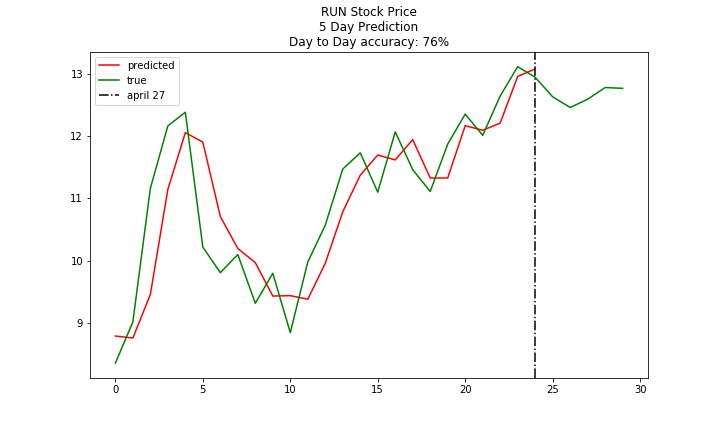 RUN Stock Price
5 Day Prediction
Day to Day accuracy: 76%
predicted
true
april 27
13
12
11
10
9
0 5 10 15 20 25 30